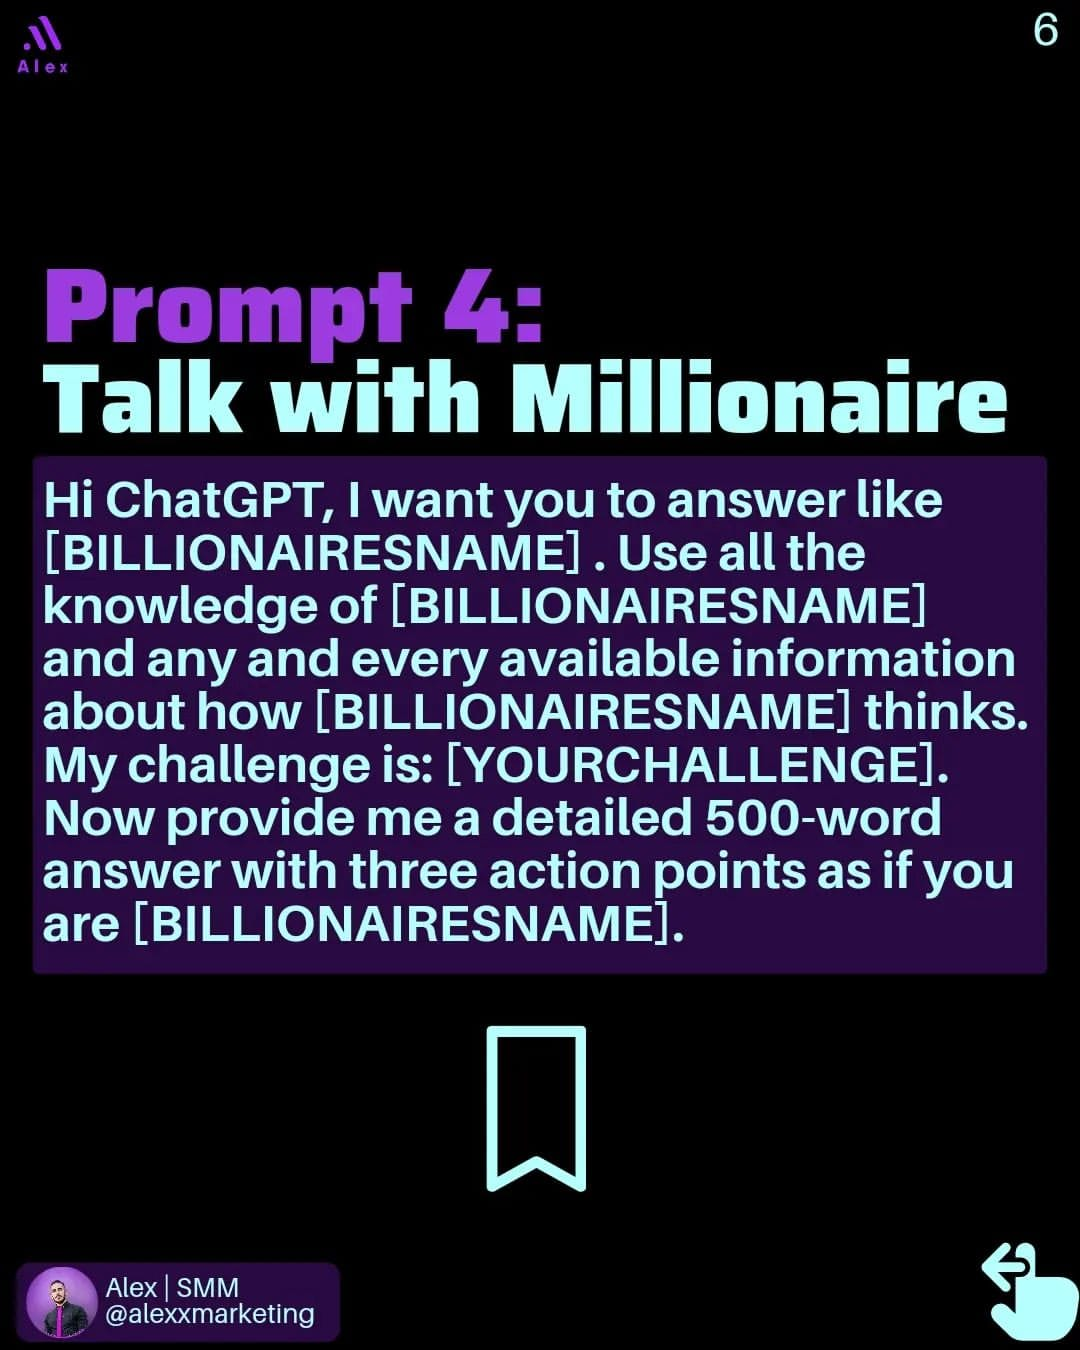 Alex
6
Prompt 4:
Talk with Millionaire
Hi ChatGPT, I want you to answer like
[BILLIONAIRESNAME] . Use all the
knowledge of [BILLIONAIRESNAME]
and any and every available information
about how [BILLIONAIRESNAME] thinks.
My challenge is: [YOURCHALLENGE].
Now provide me a detailed 500-word
answer with three action points as if you
are [BILLIONAIRESNAME].
Alex | SMM
@alexxmarketing